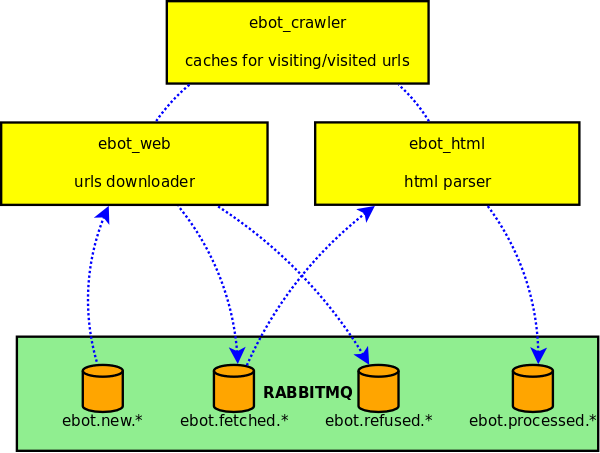 ebot_crawler
caches for visiting/visited urls
ebot_web
urls downloader
ebot_html
html parser
RABBITMQ
ebot.new.*
ebot.fetched.*
ebot.refused.*
ebot.processed.*